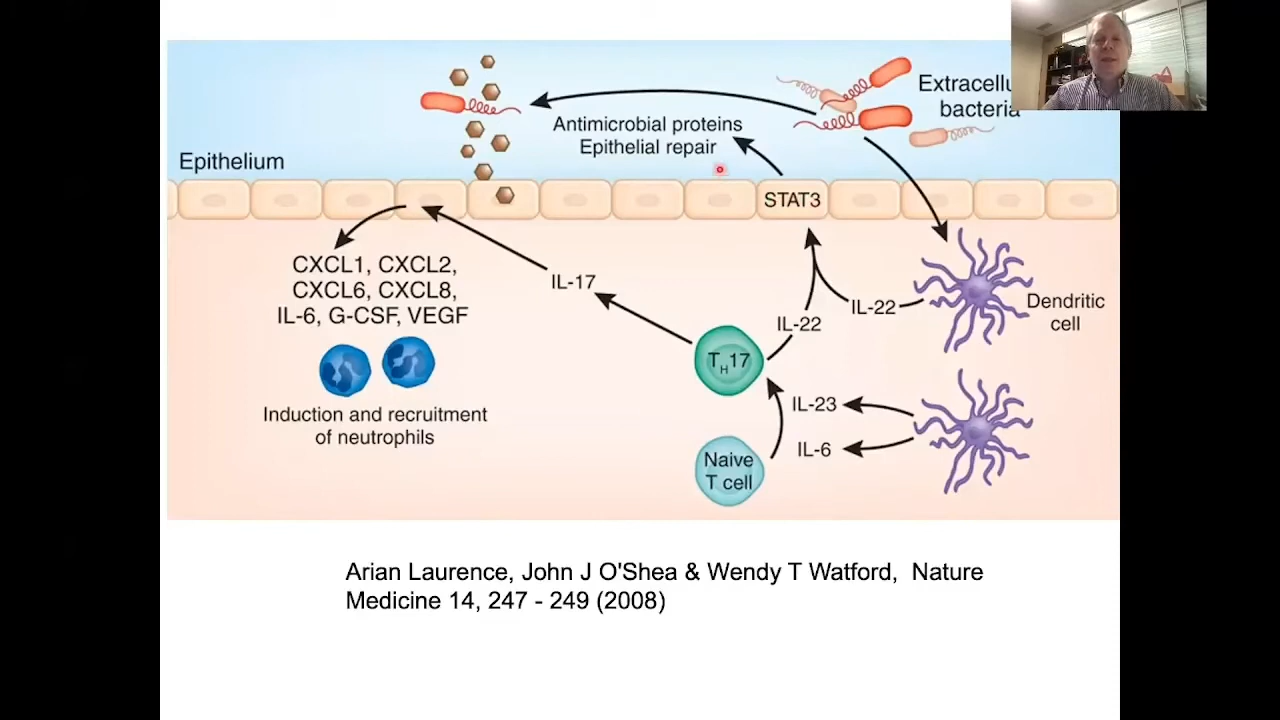 Extracellu
bacteria
Antimicrobial proteins
Epithelial repair
Epithelium
STAT3
CXCL1, CXCL2,
CXCL6, CXCL8,
IL-6, G-CSF, VEGF
IL-17
IL-22
IL-22
Dendritic
cell
TH17
IL-23
IL-6
Naive
T cell
Induction and recruitment
of neutrophils
Arian Laurence, John J O'Shea & Wendy T Watford, Nature
Medicine 14, 247 - 249 (2008)